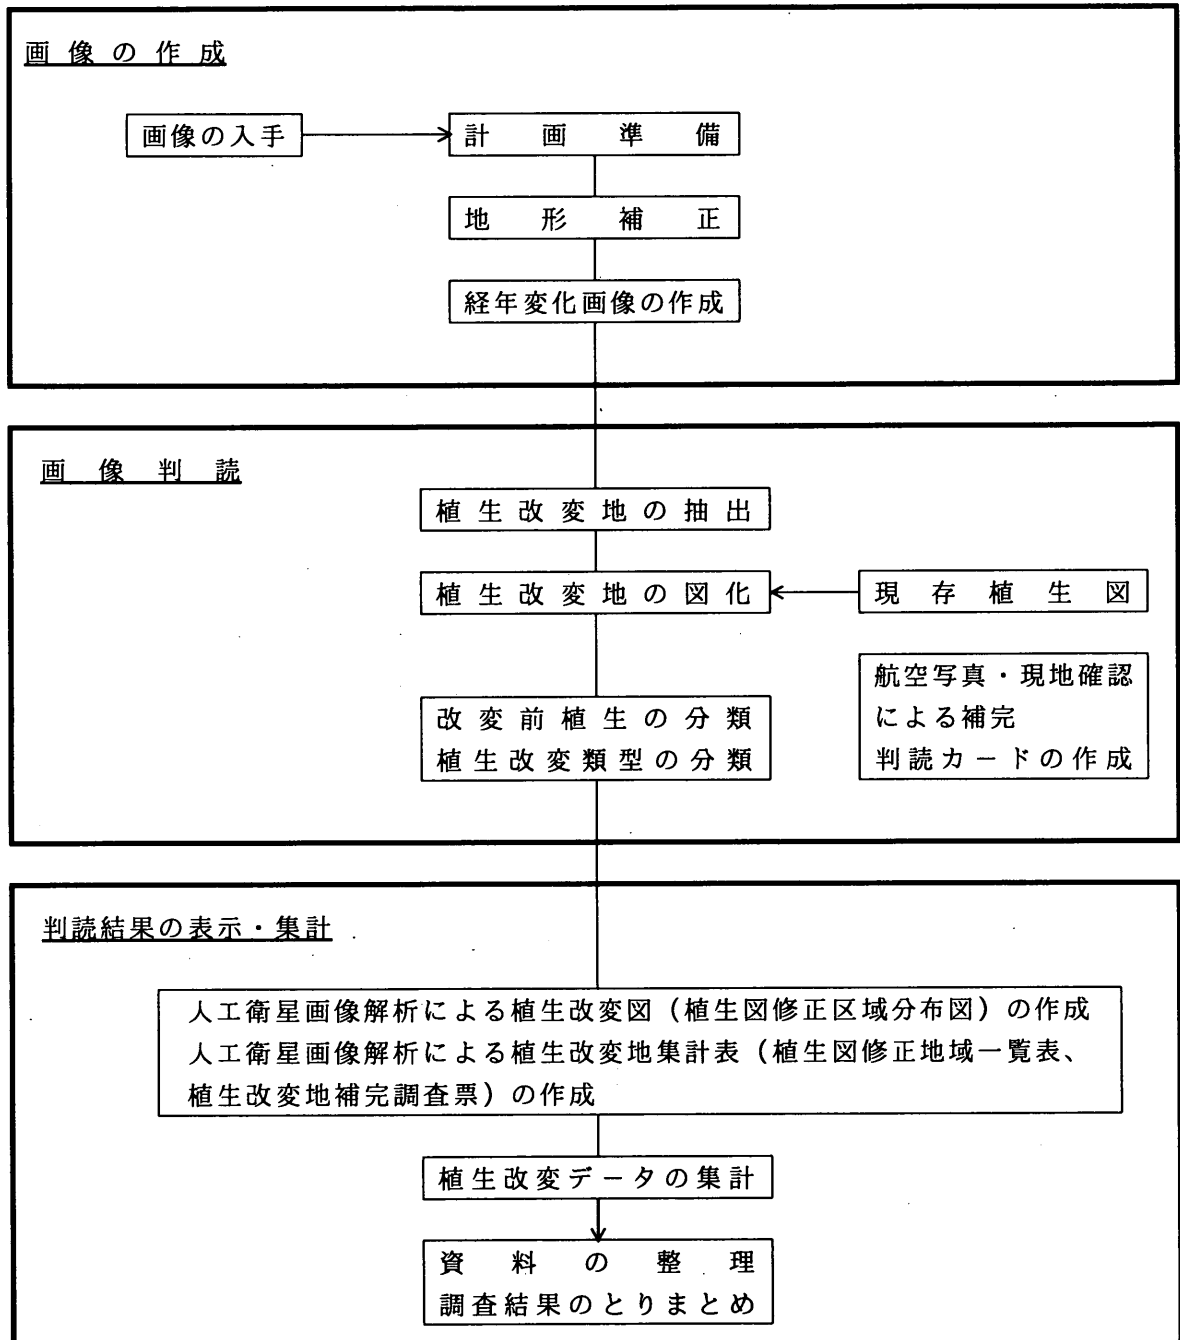 画像の作成
画像の入手
計画準備
地形補正
経年変化画像の作成
画像判読
植生改変地の抽出
植生改変地の図化
現存植生図
航空写真・現地確認
による補完
判読カードの作成
改変前植生の分類
植生改変類型の分類
判読結果の表示・集計
人工衛星画像解析による植生改変図（植生図修正区域分布図）の作成
人工衛星画像解析による植生改変地集計表（植生図修正地域一覧表、
植生改変地補完調査票）の作成
植生改変データの集計
資料の整理
調査結果のとりまとめ